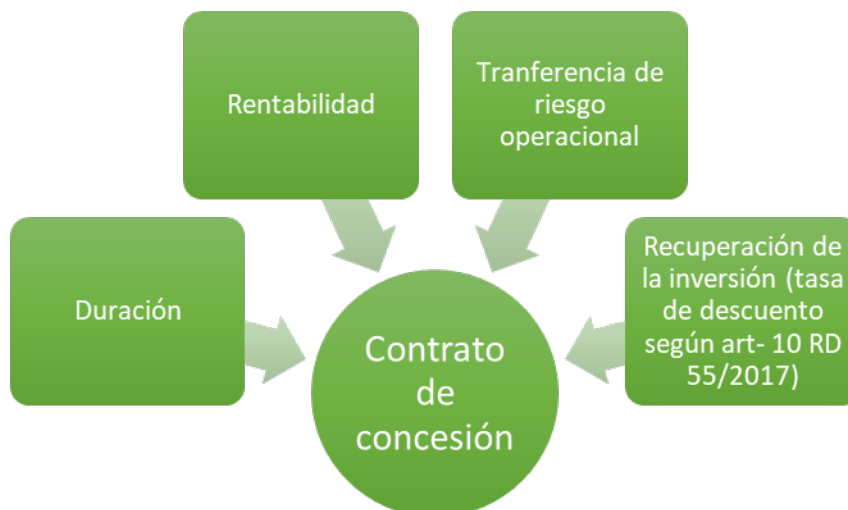 Rentabilidad
Tranferencia de
riesgo
operacional
Duración
Recuperación de
la inversión (tasa
de descuento
según art- 10 RD
55/2017)
Contrato
de
concesión